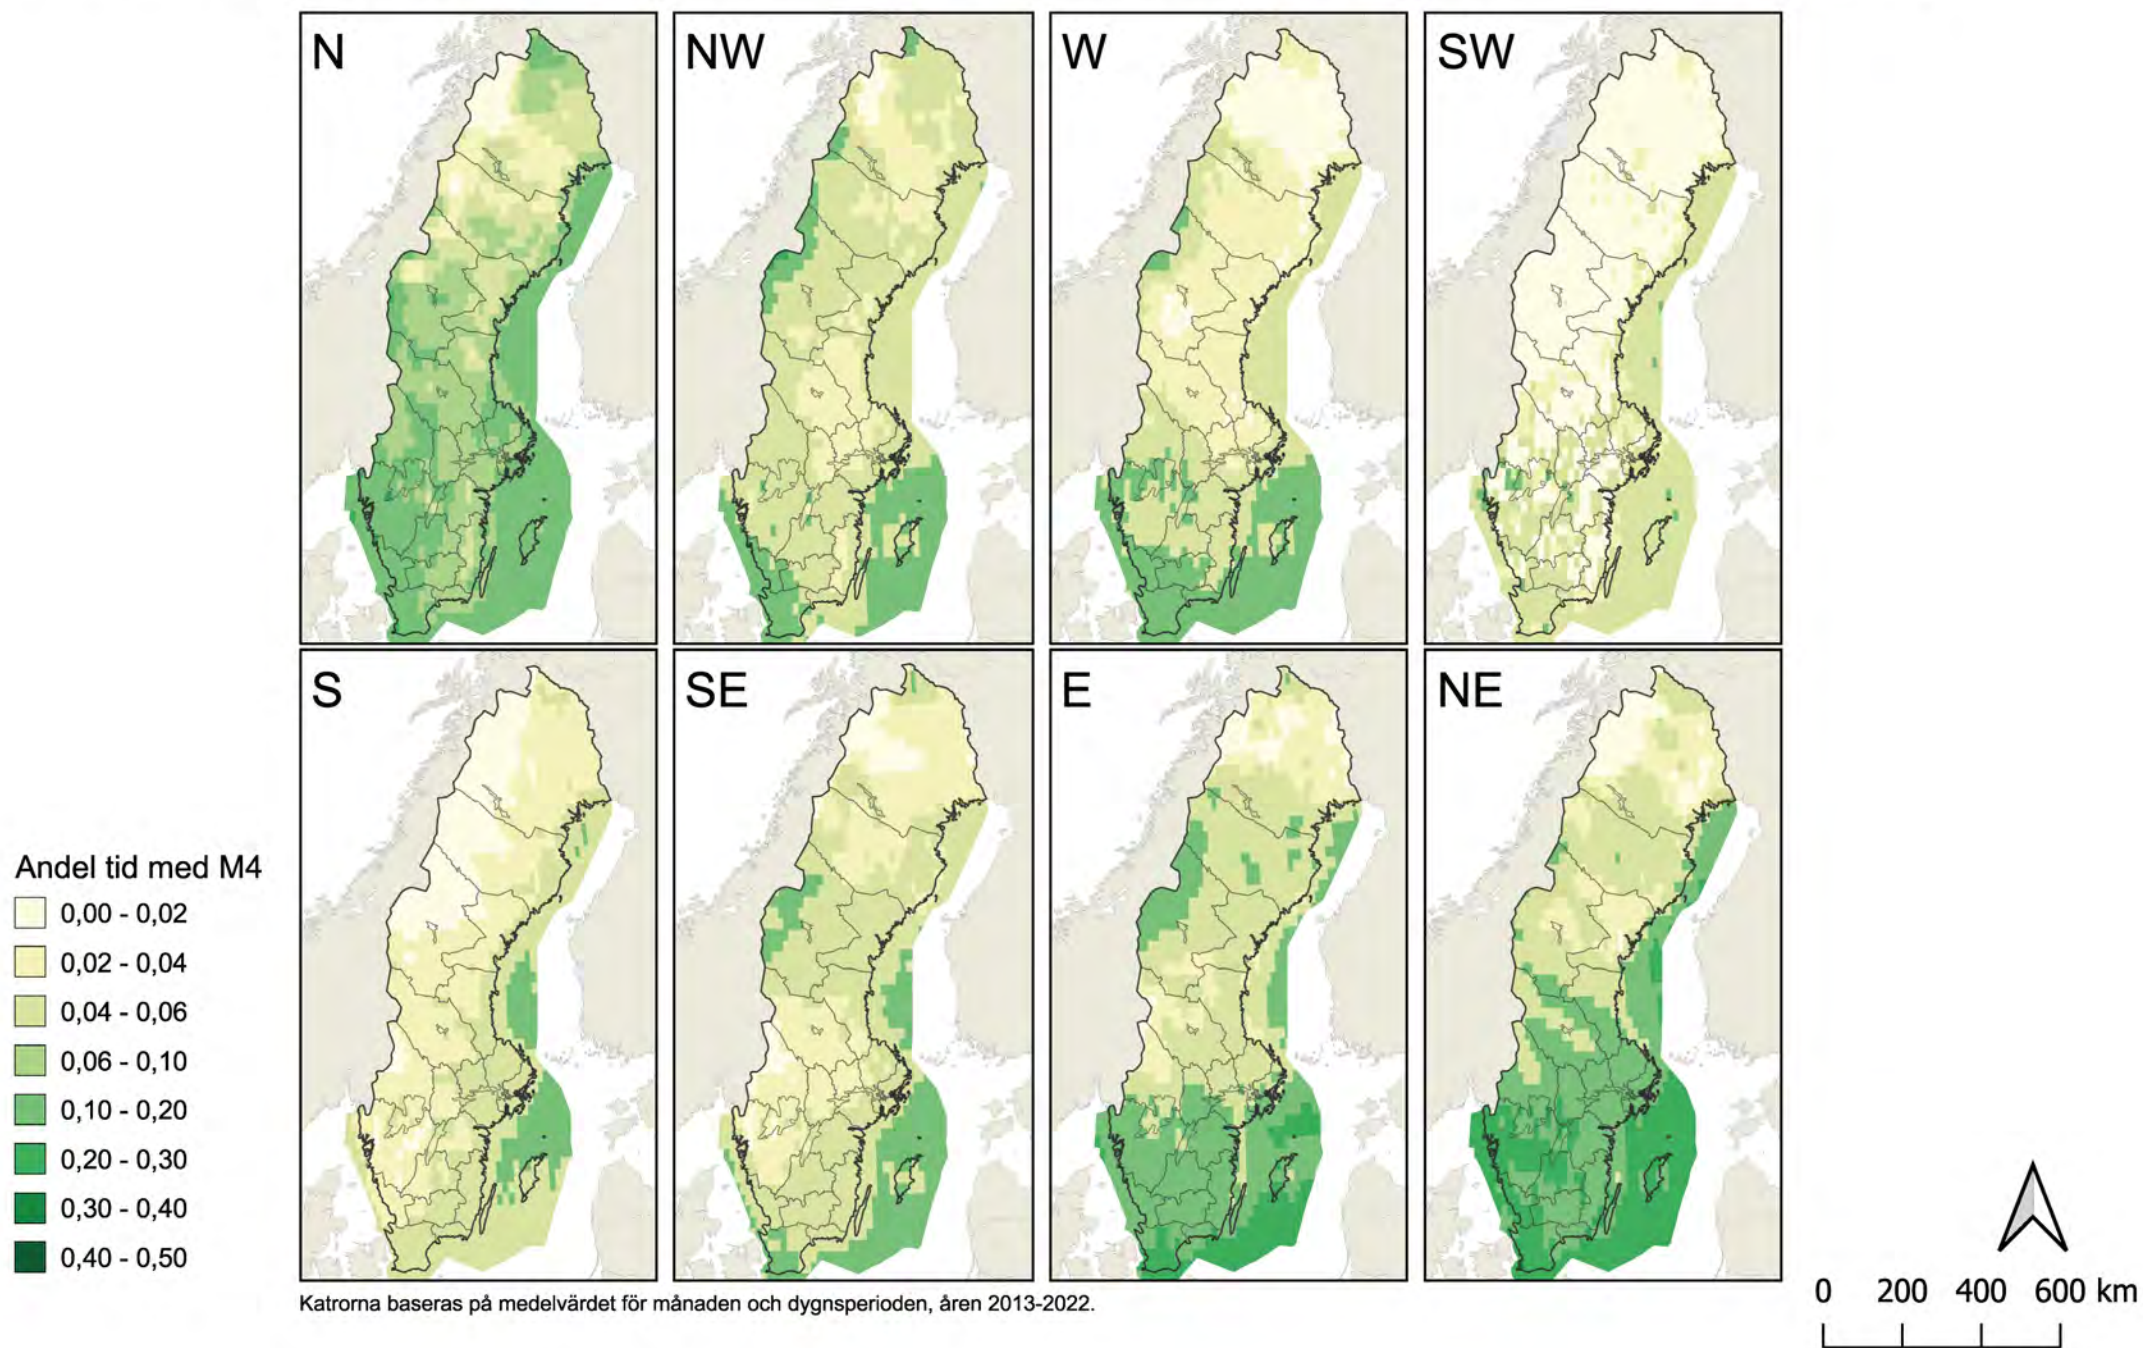 N
NW
W
SW
S
SE
E
NE
Andel tid med M4
0,00 - 0,02
0,02 - 0,04
0,04 - 0,06
0,06 - 0,10
0,10 - 0,20
0,20 - 0,30
0,30 - 0,40
0,40 - 0,50
Katrorna baseras på medelvärdet för månaden och dygnsperioden, åren 2013-2022.
0 200 400 600 km